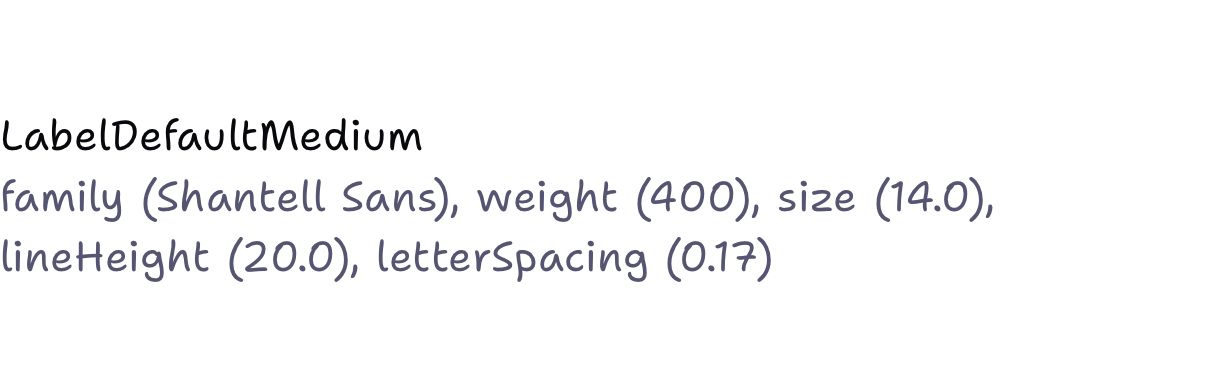 LabelDefaultMedium
family (Shantell Sans), weight (400), size (14.0),
lineHeight (20.0), letterSpacing (0.17)